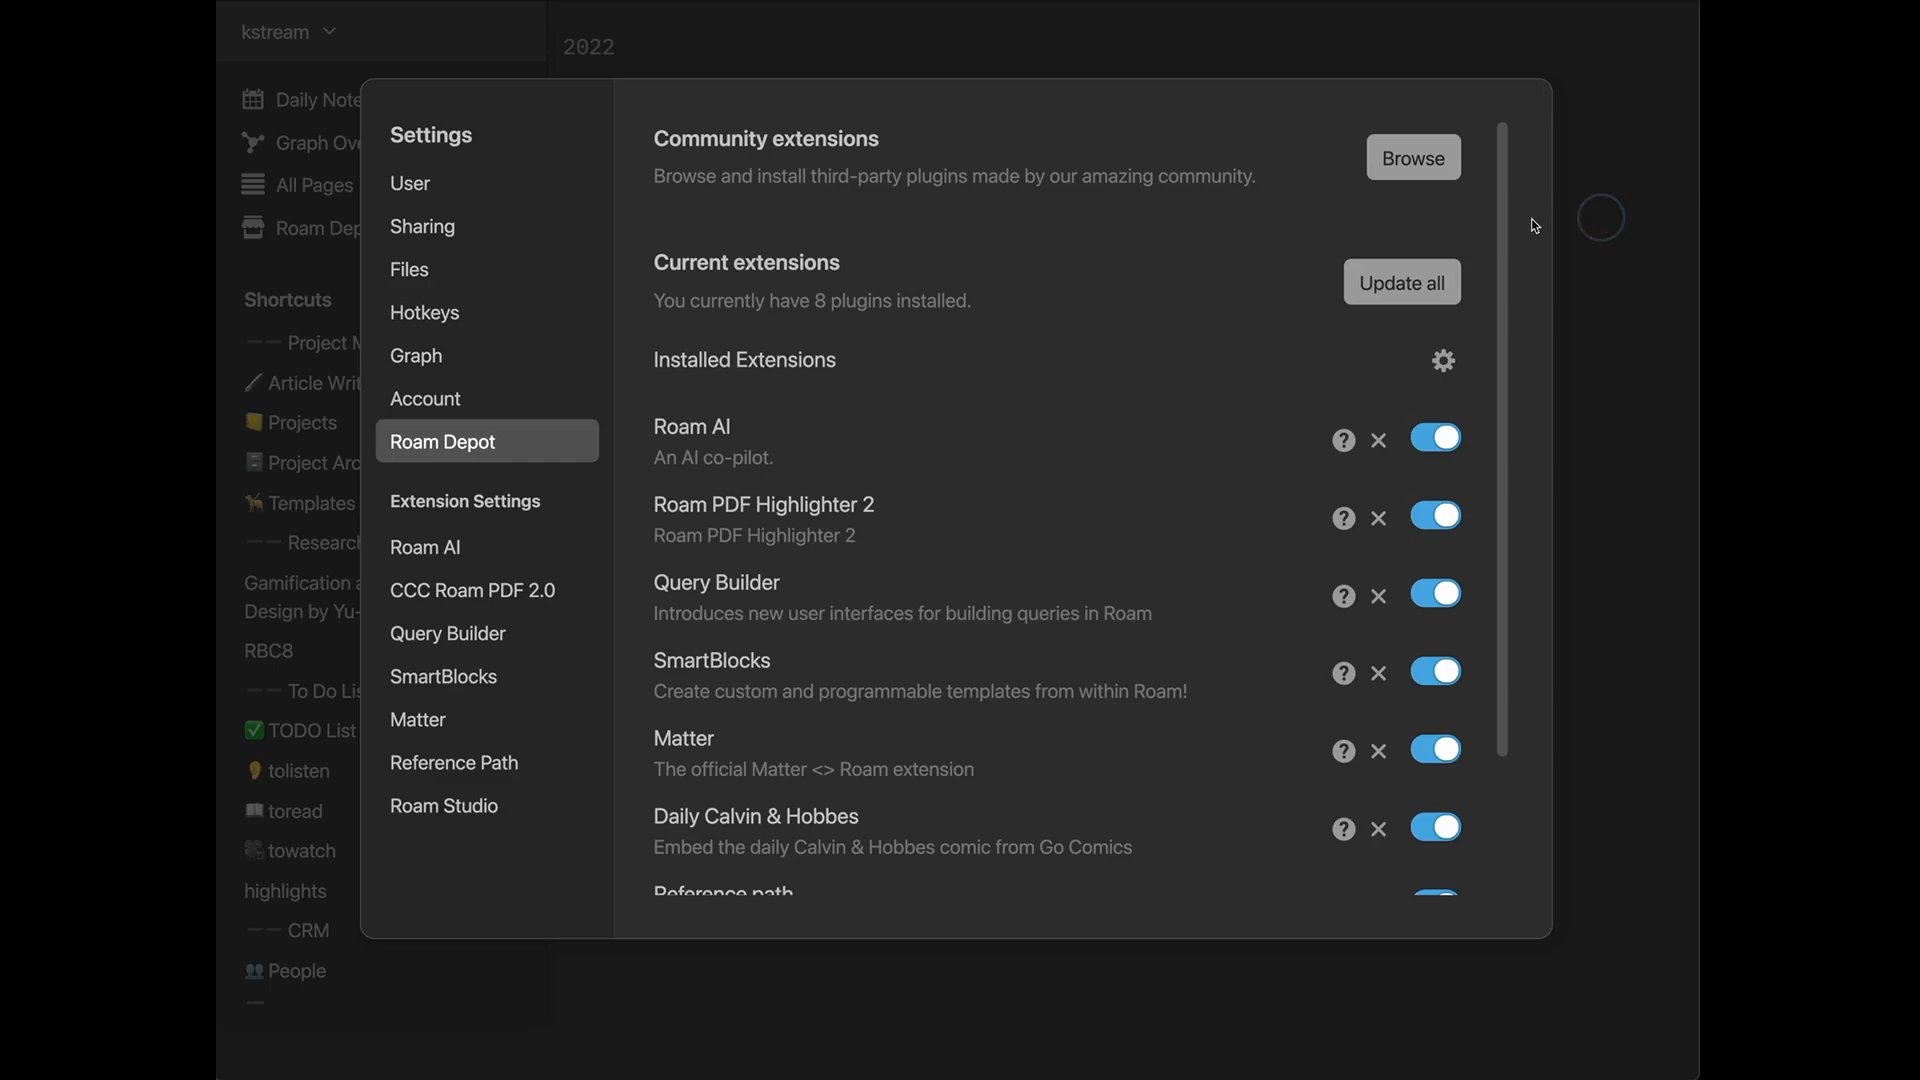 kstream
2022
Daily Note
Graph Ove
All Pages
Roam Dep
Shortcuts
Project M
Article Writ
Projects
Project Arc
Templates
Research
Gamification a
Design by Yu-
RBC8
To Do Lis
TODO List
tolisten
toread
towatch
highlights
CRM
People
Settings
User
Sharing
Files
Hotkeys
Graph
Account
Roam Depot
Extension Settings
Roam AI
CCC Roam PDF 2.0
Query Builder
SmartBlocks
Matter
Reference Path
Roam Studio
Community extensions
Browse and install third-party plugins made by our amazing community.
Browse
Current extensions
You currently have 8 plugins installed.
Update all
Installed Extensions
Roam AI
An AI co-pilot.
Roam PDF Highlighter 2
Roam PDF Highlighter 2
Query Builder
Introduces new user interfaces for building queries in Roam
SmartBlocks
Create custom and programmable templates from within Roam!
Matter
The official Matter <> Roam extension
Daily Calvin & Hobbes
Embed the daily Calvin & Hobbes comic from Go Comics
Reference path